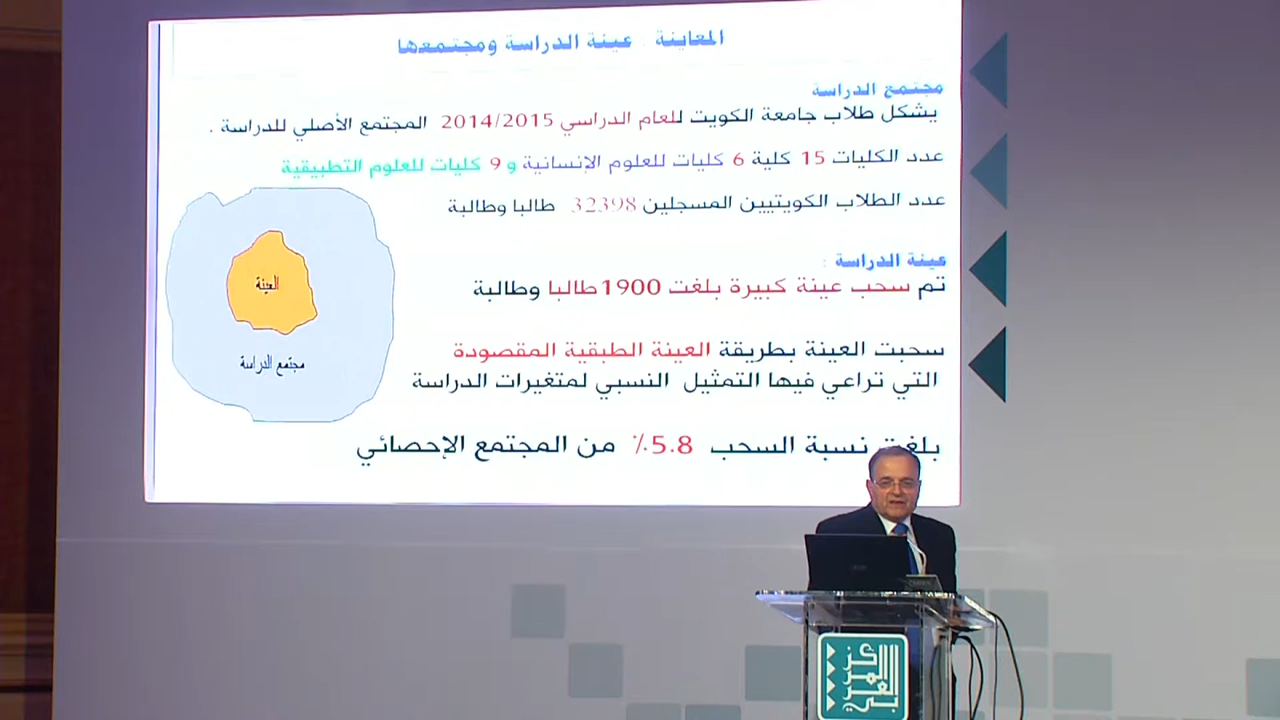 المعاينة . عينة الدراسة ومجتمعها
مجتمع الدراسة
يشكل طلاب جامعة الكويت للعام الدراسي 2014/2015 المجتمع الأصلي للدراسة .
عدد الكليات 15 كلية 6 كليات للعلوم الإنسانية و 9 كليات للعلوم التطبيقية
عدد الطلاب الكويتيين المسجلين 32398 طالبا وطالبة
عينة الدراسة :
تم سحب عينة كبيرة بلغت 1900 طالبا وطالبة
سحبت العينة بطريقة العينة الطبقية المقصودة
التي تراعي فيها التمثيل النسبي لمتغيرات الدراسة
بلغت نسبة السحب 5.8٪ من المجتمع الإحصائي
العينة
مجتمع الدراسة